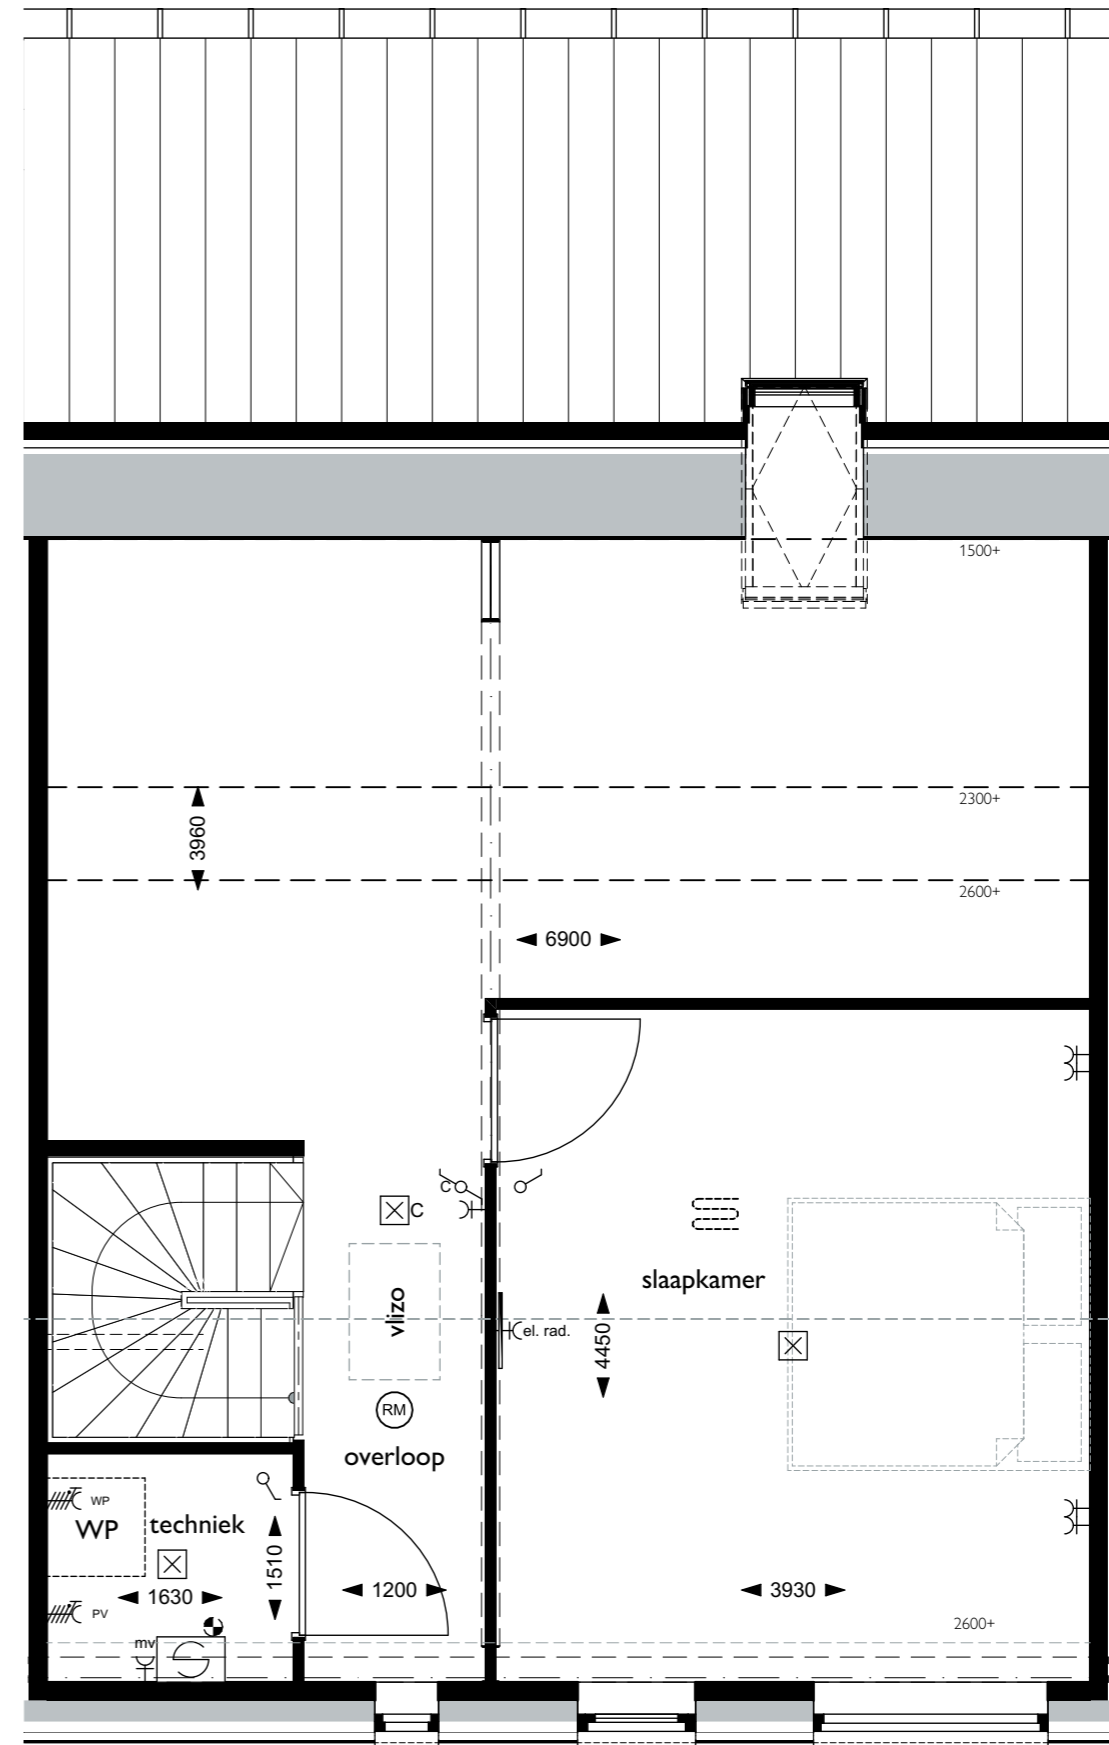 1500+
2300+
3960
2600+
6900
C
C
slaapkamer
vlizo
el. rad.
4450
RM
overloop
WP
WP
techniek
1510
1630
1200
3930
PV
2600+
mv